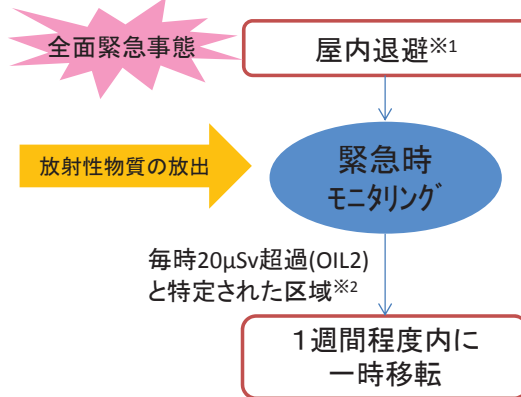 全面緊急事態
屋内退避※1
放射性物質の放出
緊急時
モニタリング
毎時20μSv超過(OIL2)
と特定された区域※2
１週間程度内に
一時移転